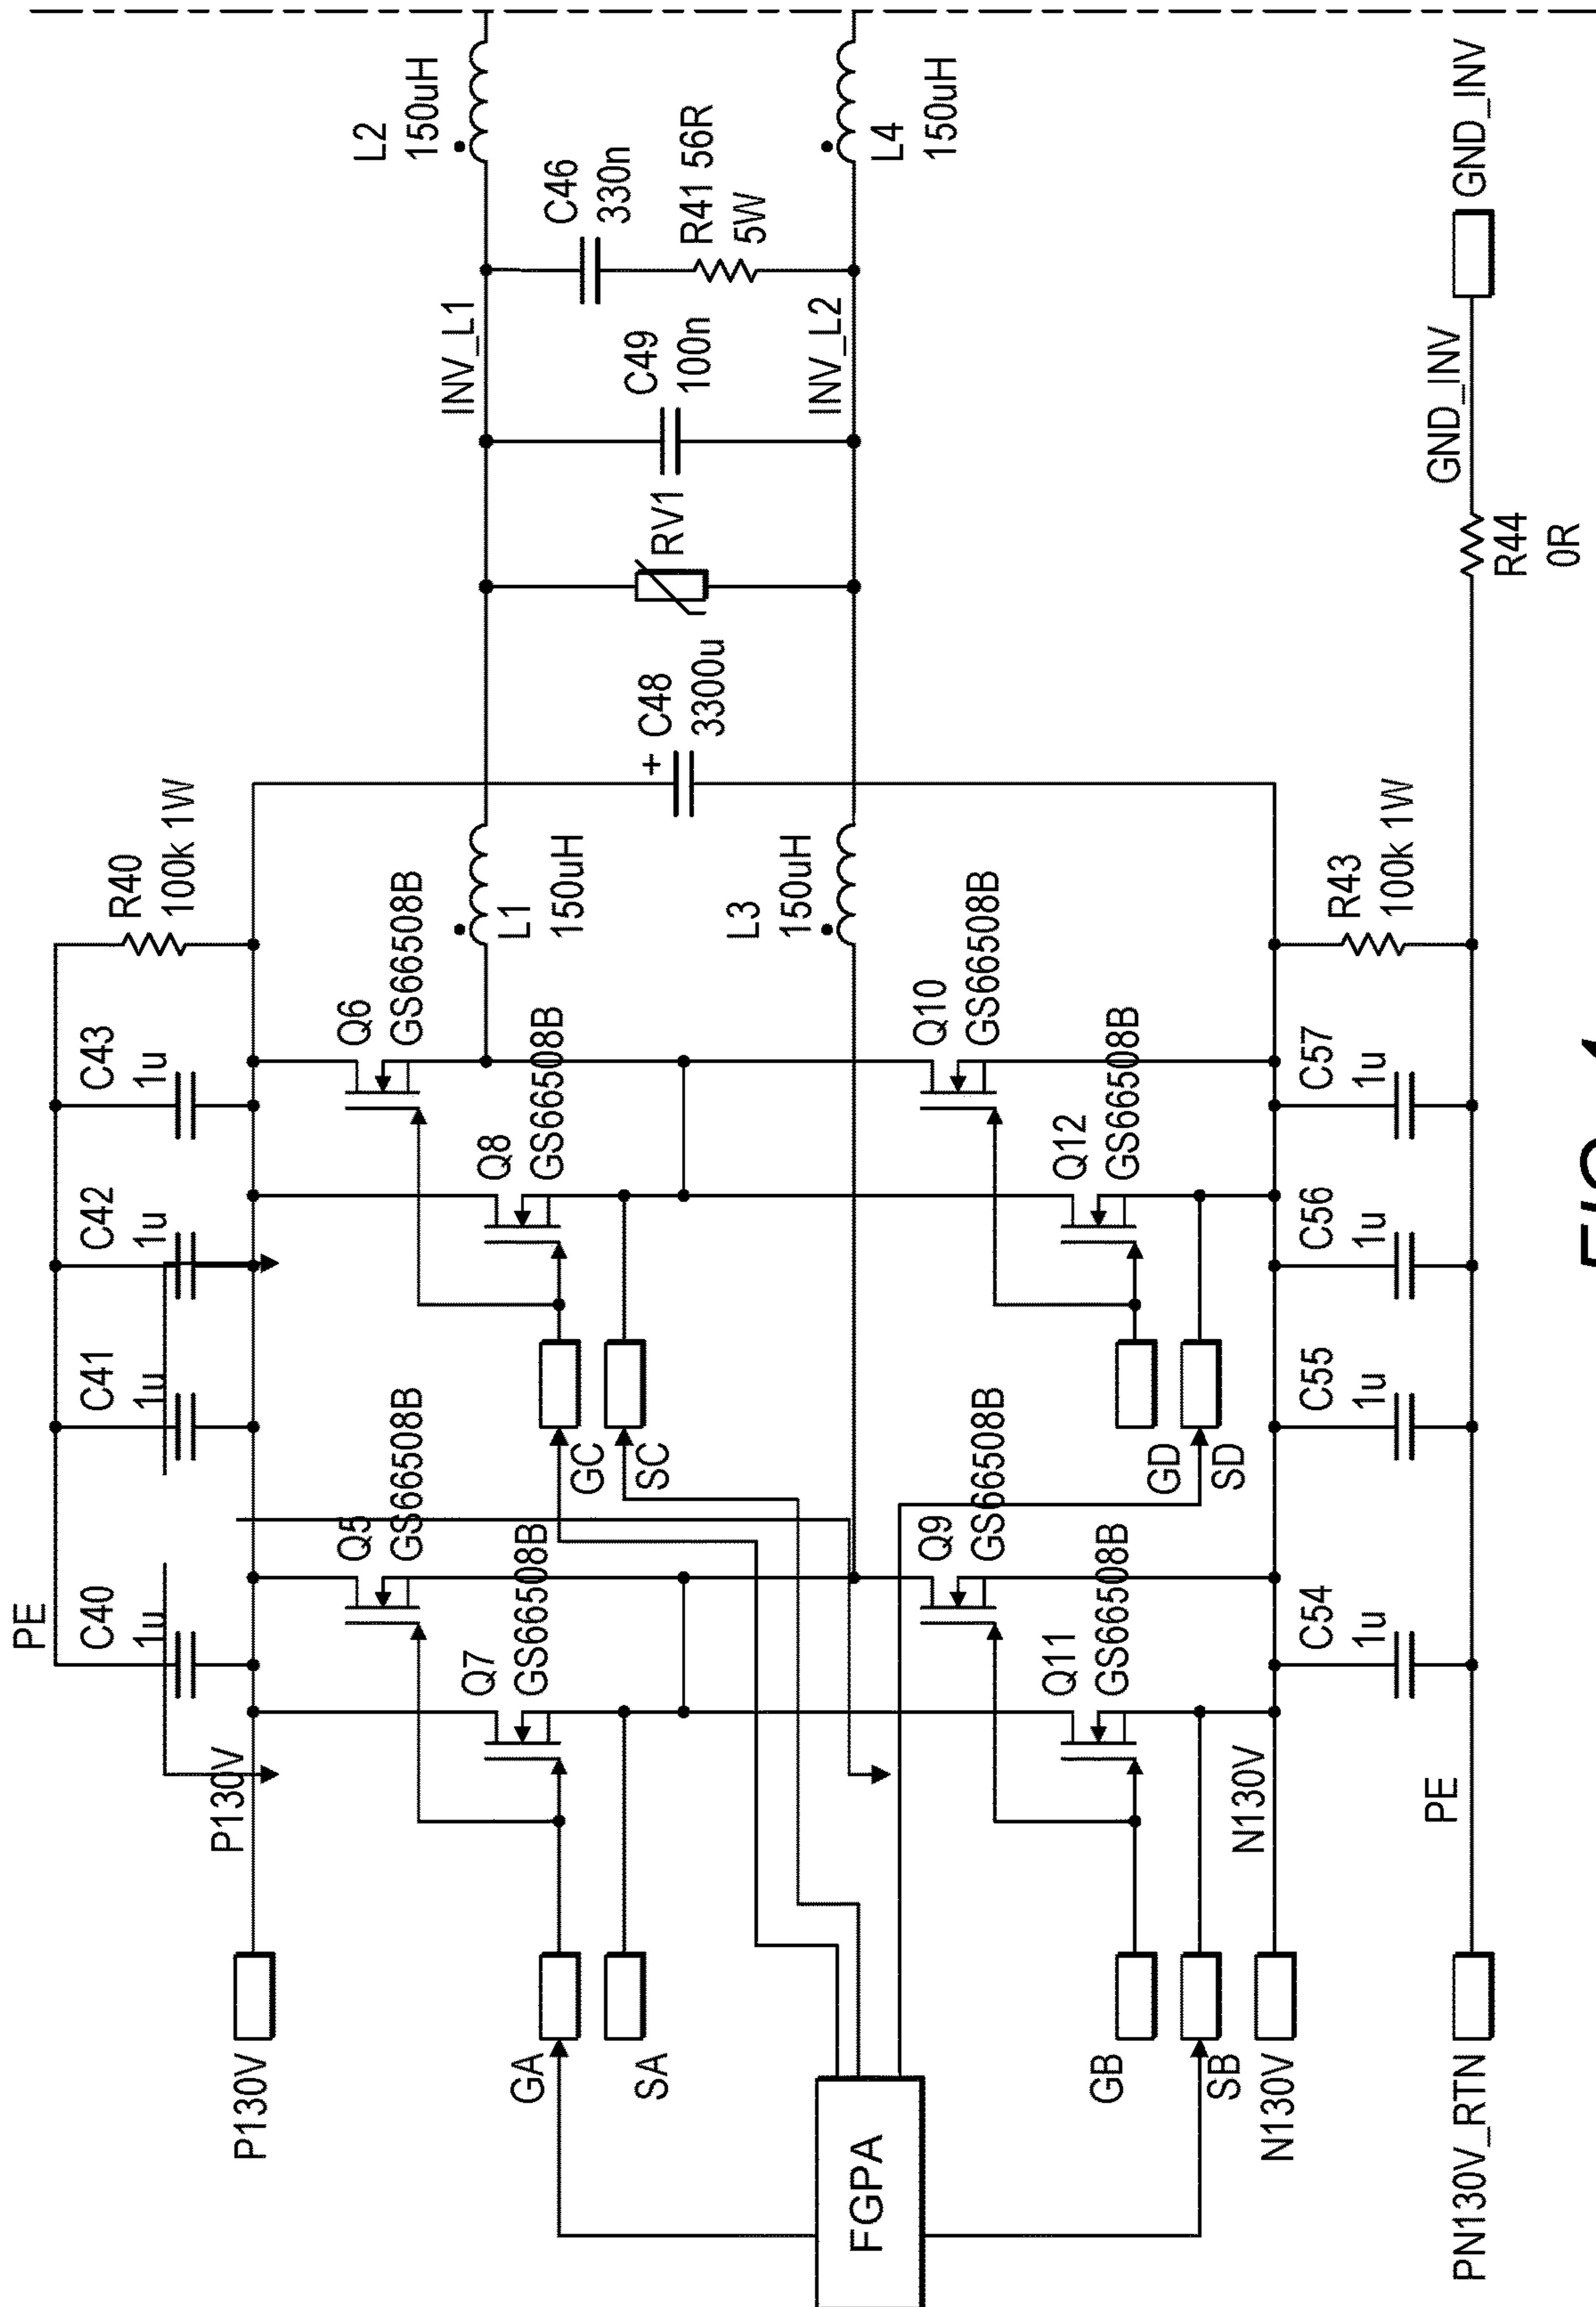 PE
C40
1u
C41
1u
C42
1u
C43
1u
R40
100k 1W
P130V
P130V
Q5
GS66508B
Q7
GS66508B
Q6
GS66508B
Q8
GS66508B
L1
150uH
L2
150uH
INV_L1
GA
SA
GC
SC
C48
3300u
+
RV1
C49
100n
C46
330n
R41 56R
5W
L3
150uH
INV_L2
L4
150uH
FGPA
Q9
GS66508B
Q11
GS66508B
Q10
GS66508B
Q12
GS66508B
GB
SB
GD
SD
N130V
N130V
C54
1u
C55
1u
C56
1u
C57
1u
R43
100k 1W
PE
PN130V_RTN
R44
0R
GND_INV
GND_INV